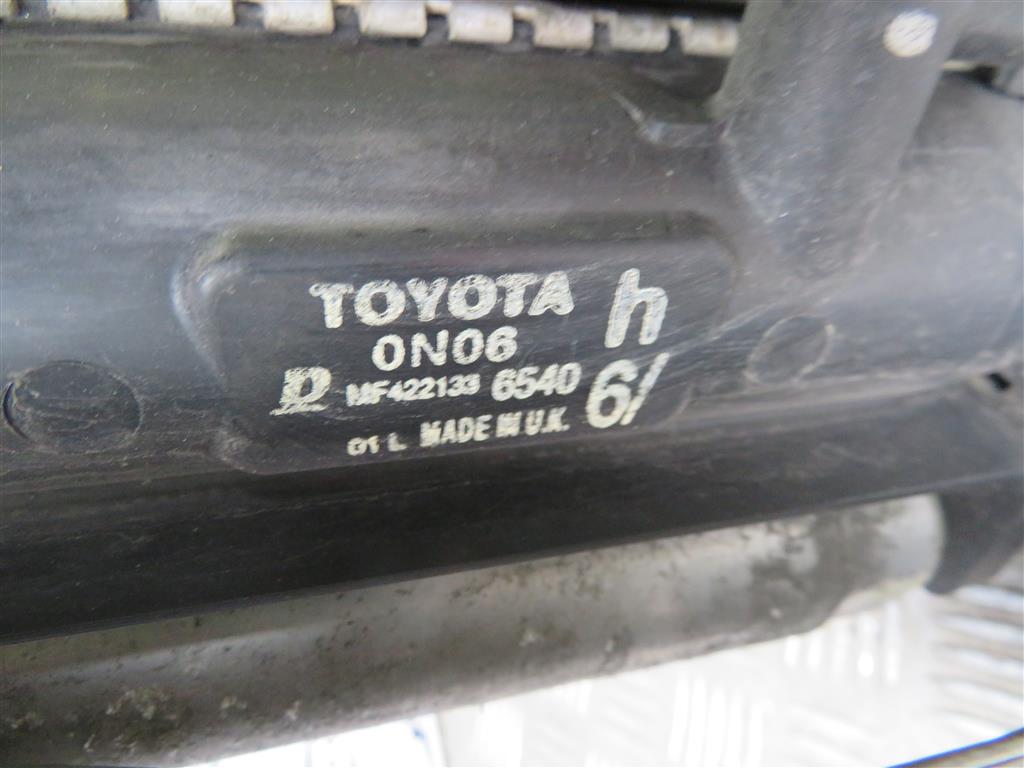 TOYOTA h
0N06
D MF422133 6540 6/
01 L MADE IN U.K.